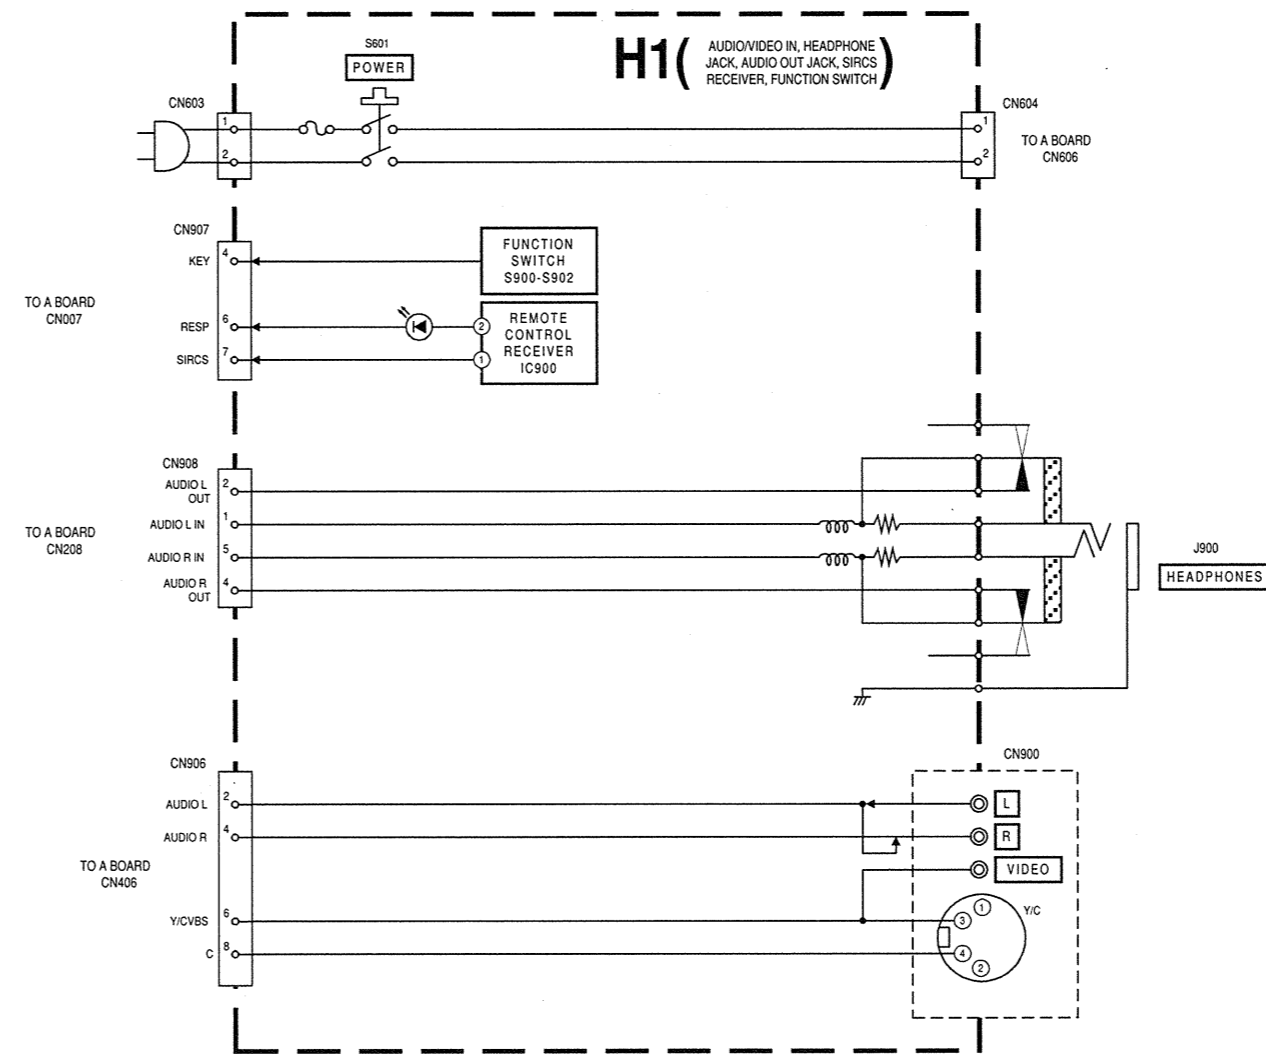 H1
(
AUDIO/VIDEO IN, HEADPHONE
JACK, AUDIO OUT JACK, SIRCS
RECEIVER, FUNCTION SWITCH
)
S601
POWER
CN603
1
2
CN604
1
2
TO A BOARD
CN606
CN907
KEY
4
FUNCTION
SWITCH
S900-S902
TO A BOARD
CN007
RESP
6
2
REMOTE
CONTROL
RECEIVER
IC900
SIRCS
7
1
CN908
AUDIO L
OUT
2
AUDIO L IN
1
TO A BOARD
CN208
AUDIO R IN
5
AUDIO R
OUT
4
J900
HEADPHONES
CN906
CN900
AUDIO L
2
L
AUDIO R
4
R
TO A BOARD
CN406
VIDEO
Y/CVBS
6
3
1
Y/C
C
8
4
2